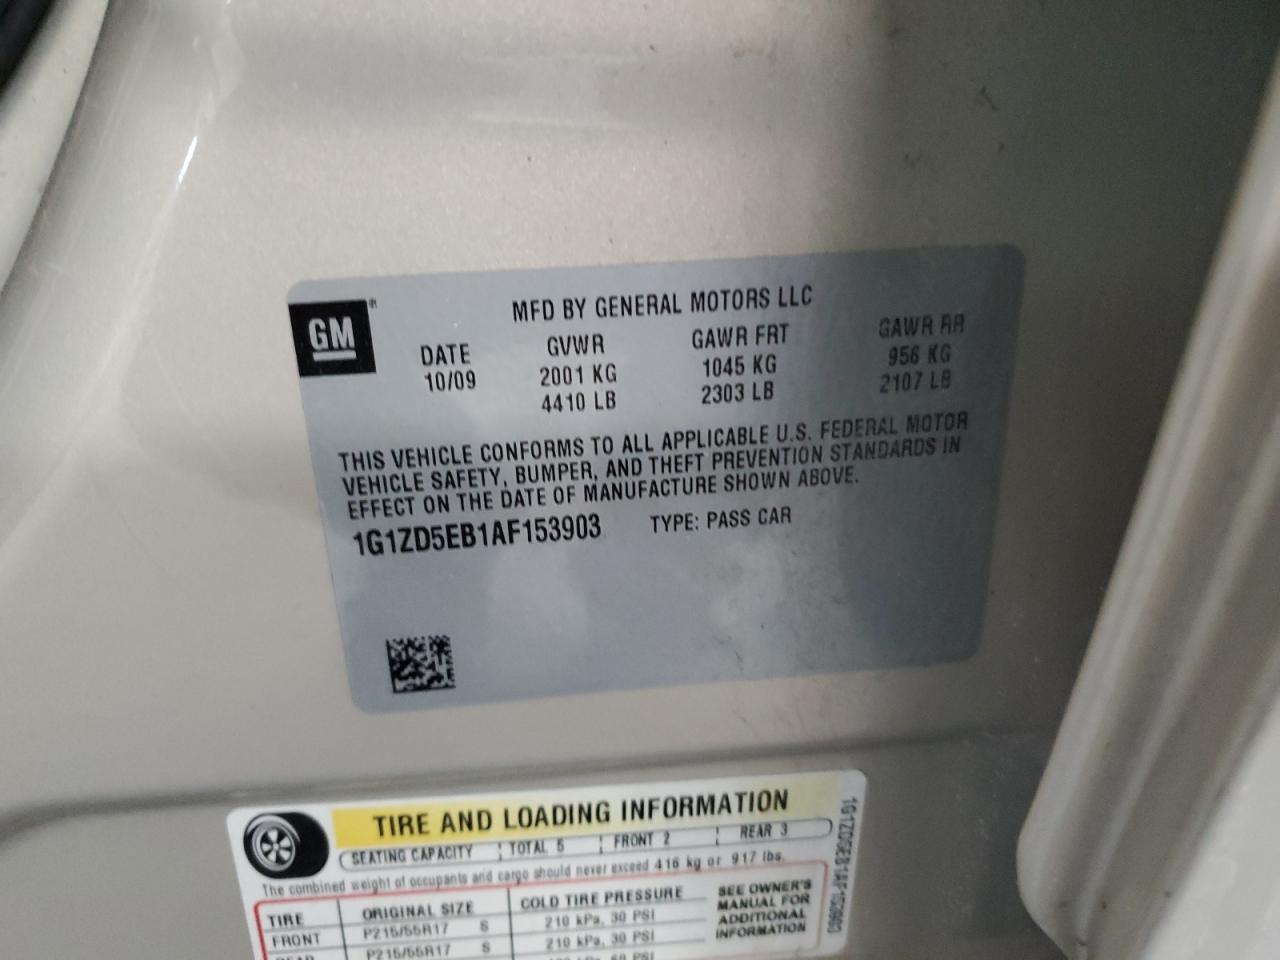 GM
®
MFD BY GENERAL MOTORS LLC
DATE GVWR GAWR FRT GAWR RR
10/09 2001 KG 1045 KG 956 KG
4410 LB 2303 LB 2107 LB
THIS VEHICLE CONFORMS TO ALL APPLICABLE U.S. FEDERAL MOTOR
VEHICLE SAFETY, BUMPER, AND THEFT PREVENTION STANDARDS IN
EFFECT ON THE DATE OF MANUFACTURE SHOWN ABOVE.
1G1ZD5EB1AF153903 TYPE: PASS CAR
TIRE AND LOADING INFORMATION
SEATING CAPACITY TOTAL 5 FRONT 2 REAR 3
The combined weight of occupants and cargo should never exceed 416 kg or 917 lbs.
TIRE ORIGINAL SIZE COLD TIRE PRESSURE
FRONT P215/55R17 S 210 kPa, 30 PSI
REAR P215/55R17 S 210 kPa, 30 PSI
SEE OWNER'S
MANUAL FOR
ADDITIONAL
INFORMATION
1G1ZD5EB1AF153903